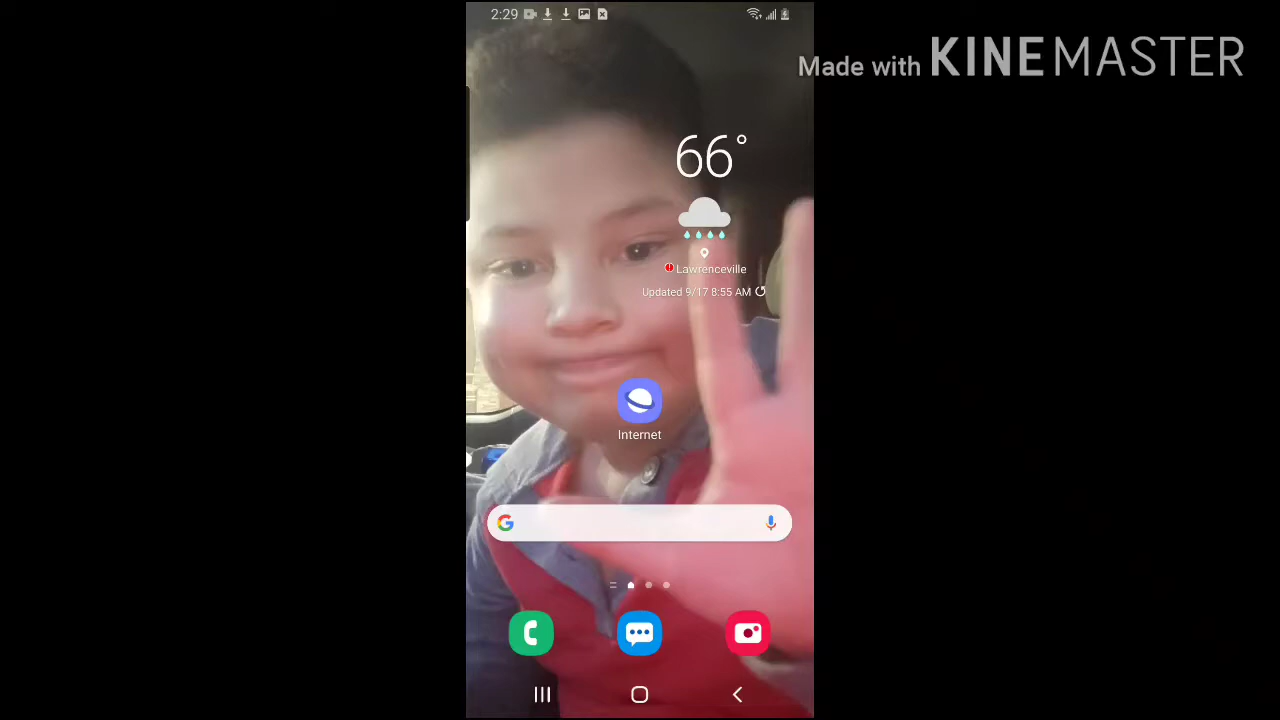 2:29
Made with KINEMASTER
66°
Lawrenceville
Updated 9/17 8:55 AM
Internet